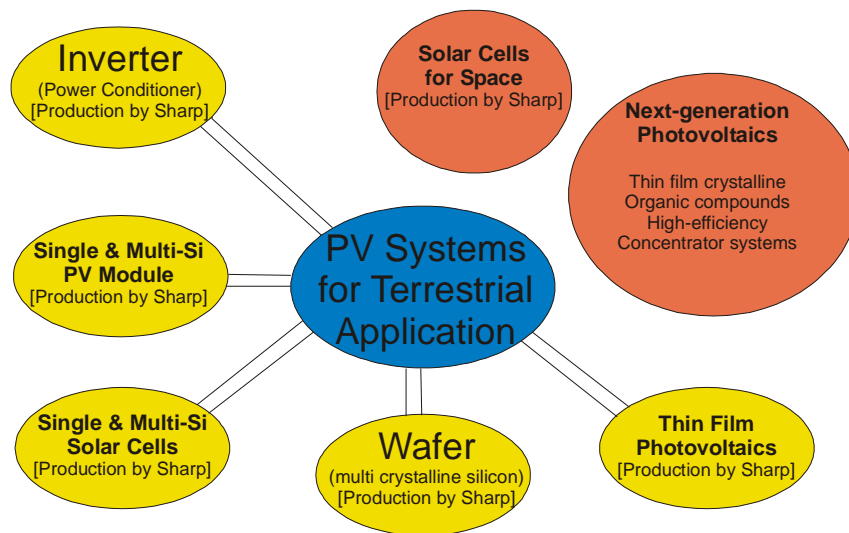 Inverter
(Power Conditioner)
[Production by Sharp]
Solar Cells
for Space
[Production by Sharp]
Next-generation
Photovoltaics
Thin film crystalline
Organic compounds
High-efficiency
Concentrator systems
Single & Multi-Si
PV Module
[Production by Sharp]
PV Systems
for Terrestrial
Application
Single & Multi-Si
Solar Cells
[Production by Sharp]
Wafer
(multi crystalline silicon)
[Production by Sharp]
Thin Film
Photovoltaics
[Production by Sharp]